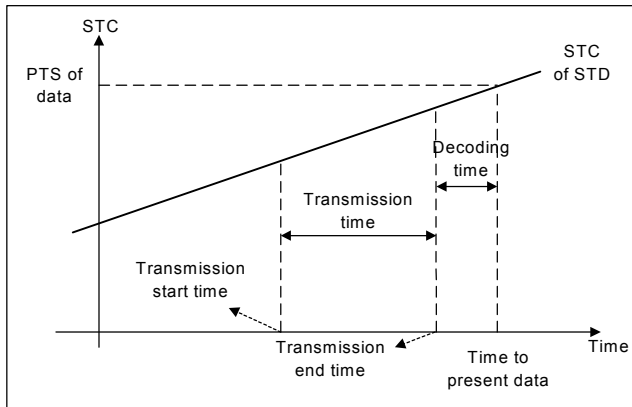 STC
PTS of
data
STC
of STD
Decoding
time
Transmission
time
Transmission
start time
Transmission
end time
Time to
present data
Time